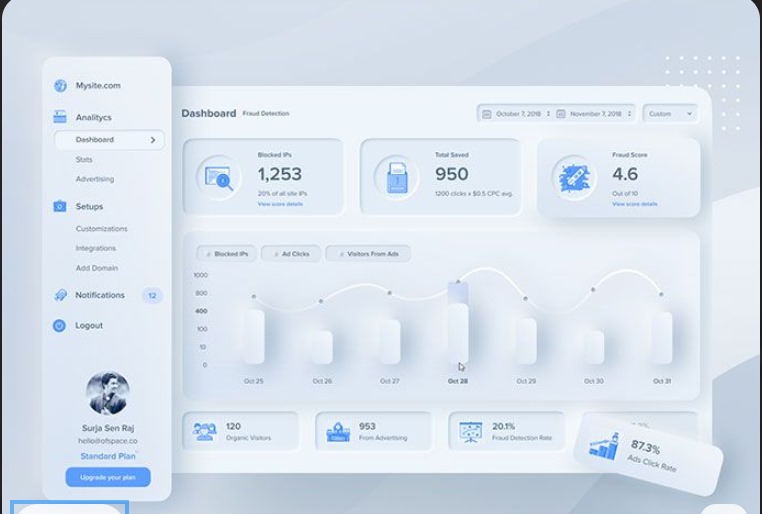 Mysite.com
Analitycs
Dashboard
Stats
Advertising
Setups
Customizations
Integrations
Add Domain
Notifications 12
Logout
Surja Sen Raj
hello@ofspace.co
Standard Plan
Upgrade your plan
Dashboard Fraud Detection
October 7, 2018 November 7, 2018 Custom
Blocked IPs
1,253
20% of all site IPs
View score details
Total Saved
950
1200 clicks x $0.5 CPC avg.
Fraud Score
4.6
Out of 10
View score details
Blocked IPs Ad Clicks Visitors From Ads
1000
800
400
100
10
0
Oct 25 Oct 26 Oct 27 Oct 28 Oct 29 Oct 30 Oct 31
120
Organic Visitors
953
From Advertising
20.1%
Fraud Detection Rate
87.3%
Ads Click Rate